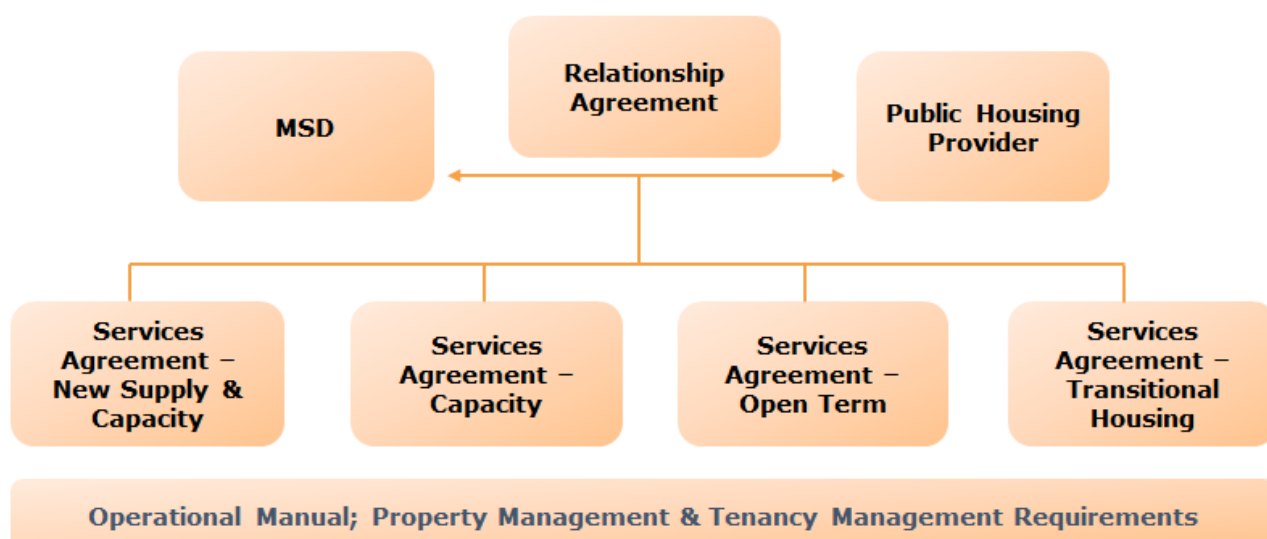 Relationship
Agreement
MSD
Public Housing
Provider
Services
Agreement –
New Supply &
Capacity
Services
Agreement –
Capacity
Services
Agreement –
Open Term
Services
Agreement –
Transitional
Housing
Operational Manual; Property Management & Tenancy Management Requirements